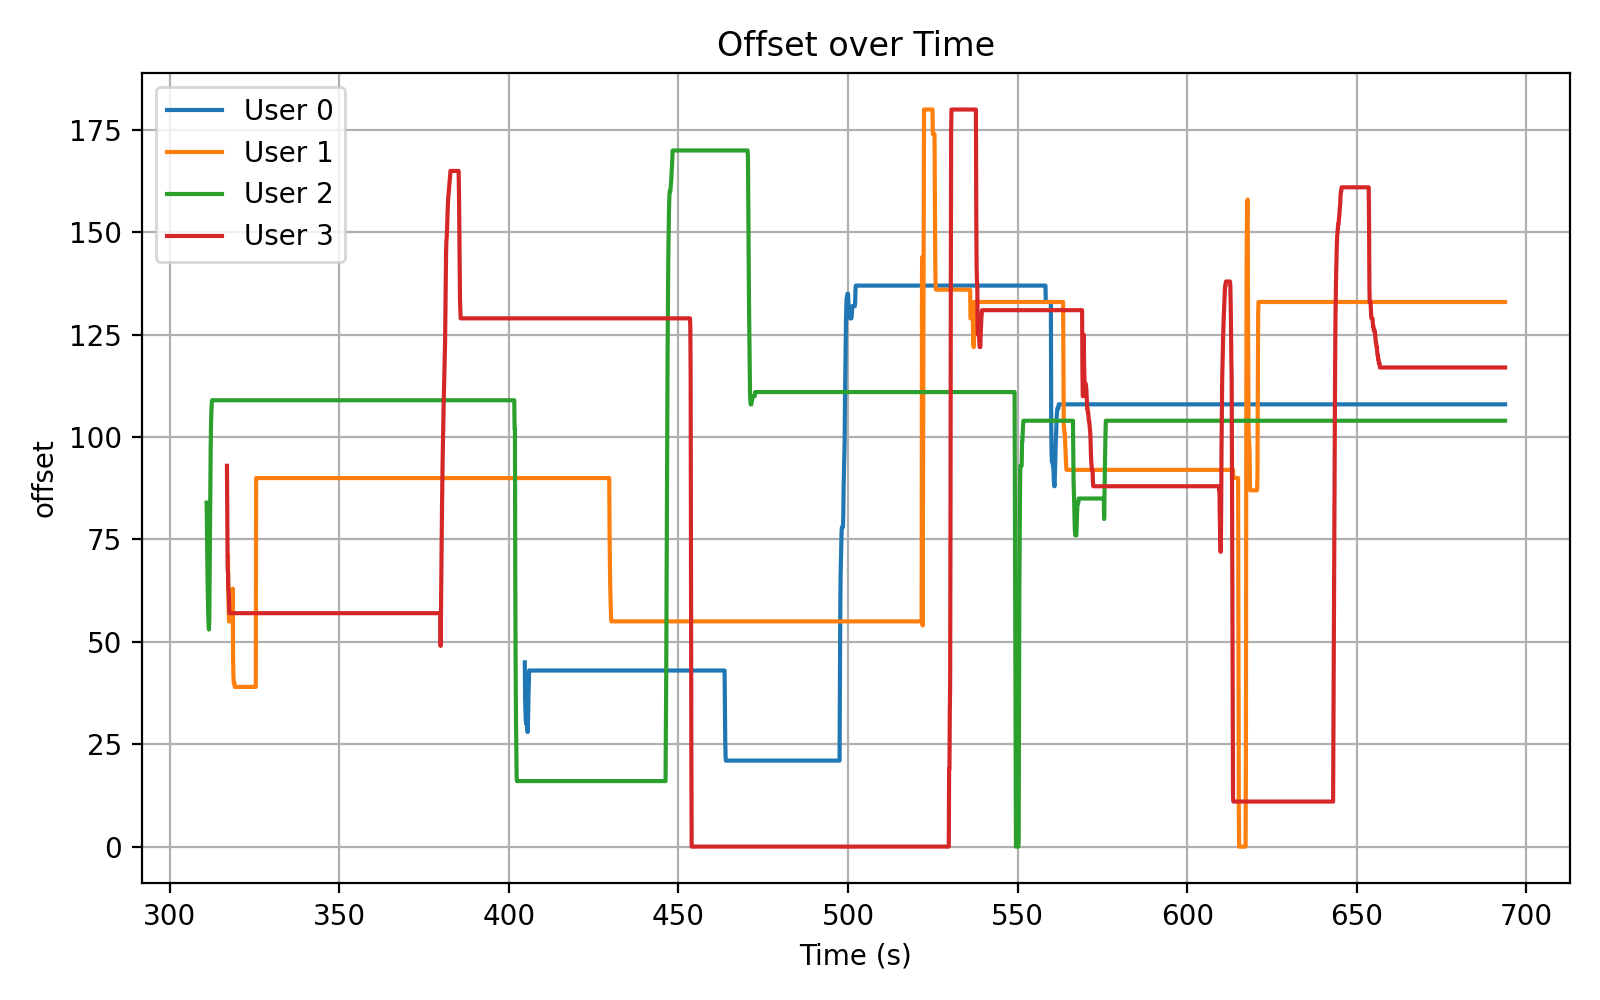 Offset over Time
User 0
User 1
User 2
User 3
175
150
125
100
75
50
25
0
offset
300 350 400 450 500 550 600 650 700
Time (s)